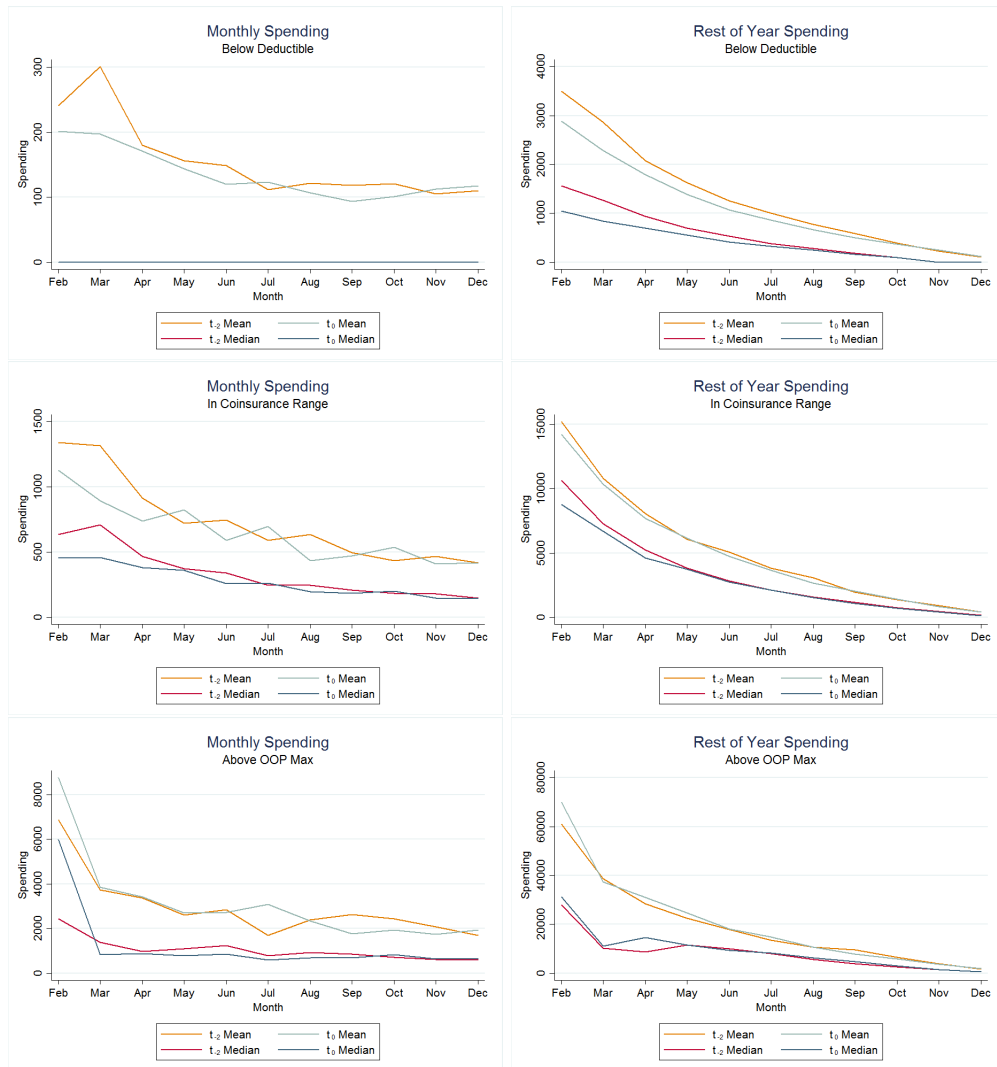 Monthly Spending
Below Deductible
Spending
300
200
100
0
Feb Mar Apr May Jun Jul Aug Sep Oct Nov Dec
Month
t-2 Mean t0 Mean
t-2 Median t0 Median
Rest of Year Spending
Below Deductible
Spending
4000
3000
2000
1000
0
Feb Mar Apr May Jun Jul Aug Sep Oct Nov Dec
Month
t-2 Mean t0 Mean
t-2 Median t0 Median
Monthly Spending
In Coinsurance Range
Spending
1500
1000
500
0
Feb Mar Apr May Jun Jul Aug Sep Oct Nov Dec
Month
t-2 Mean t0 Mean
t-2 Median t0 Median
Rest of Year Spending
In Coinsurance Range
Spending
15000
10000
5000
0
Feb Mar Apr May Jun Jul Aug Sep Oct Nov Dec
Month
t-2 Mean t0 Mean
t-2 Median t0 Median
Monthly Spending
Above OOP Max
Spending
8000
6000
4000
2000
0
Feb Mar Apr May Jun Jul Aug Sep Oct Nov Dec
Month
t-2 Mean t0 Mean
t-2 Median t0 Median
Rest of Year Spending
Above OOP Max
Spending
80000
60000
40000
20000
0
Feb Mar Apr May Jun Jul Aug Sep Oct Nov Dec
Month
t-2 Mean t0 Mean
t-2 Median t0 Median